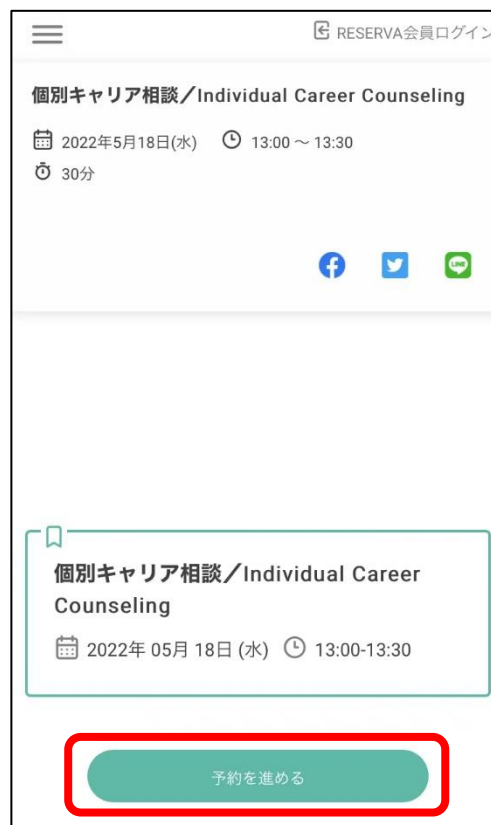 RESERVA会員ログイン
個別キャリア相談／Individual Career Counseling
2022年5月18日(水) 13:00 ～ 13:30
30分
LINE
個別キャリア相談／Individual Career
Counseling
2022年 05月 18日 (水) 13:00-13:30
予約を進める